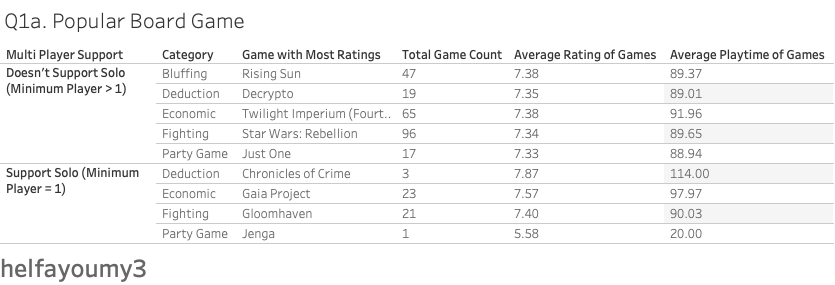 Q1a. Popular Board Game
Multi Player Support Category Game with Most Ratings Total Game Count Average Rating of Games Average Playtime of Games
Doesn't Support Solo Bluffing Rising Sun 47 7.38 89.37
(Minimum Player > 1) Deduction Decrypto 19 7.35 89.01
Economic Twilight Imperium (Fourt.. 65 7.38 91.96
Fighting Star Wars: Rebellion 96 7.34 89.65
Party Game Just One 17 7.33 88.94
Support Solo (Minimum Deduction Chronicles of Crime 3 7.87 114.00
Player = 1) Economic Gaia Project 23 7.57 97.97
Fighting Gloomhaven 21 7.40 90.03
Party Game Jenga 1 5.58 20.00
helfayoumy3